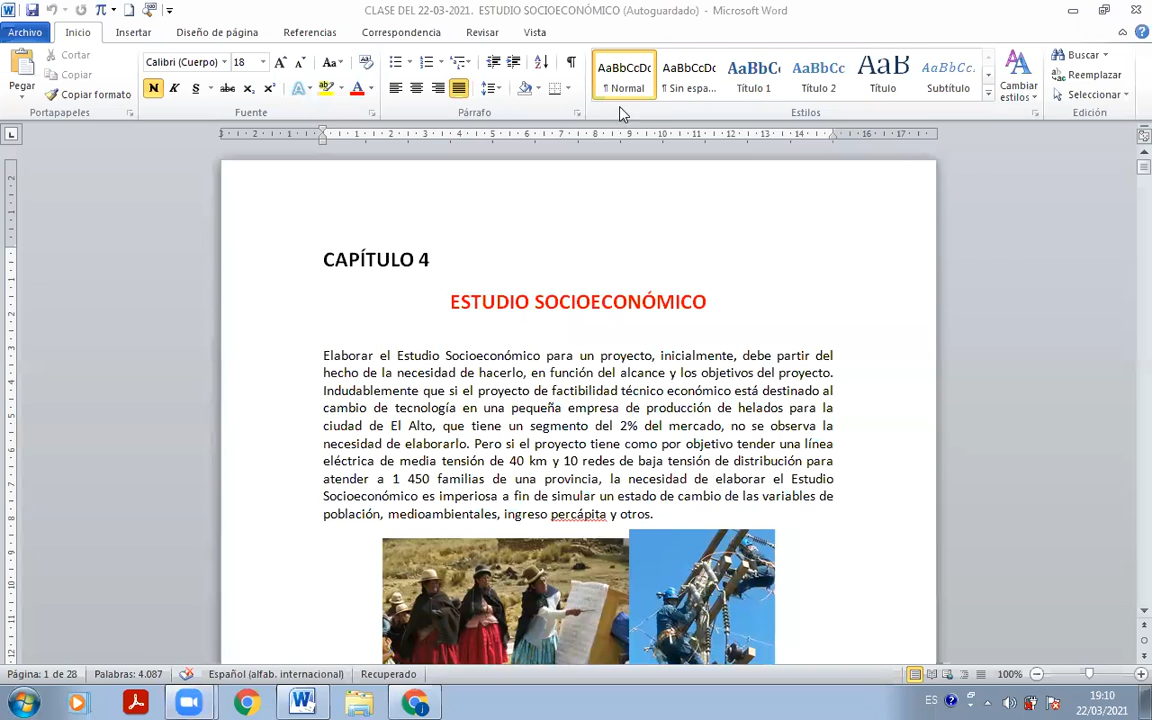 CLASE DEL 22-03-2021. ESTUDIO SOCIOECONÓMICO (Autoguardado) - Microsoft Word
Archivo Inicio Insertar Diseño de página Referencias Correspondencia Revisar Vista
Pegar
Cortar
Copiar
Copiar formato
Portapapeles
Calibri (Cuerpo) 18
Fuente
Párrafo
AaBbCcDc
¶ Normal
AaBbCcDc
¶ Sin espa...
AaBbC
Título 1
AaBbCc
Título 2
AaB
Título
AaBbCc.
Subtítulo
Cambiar
estilos
Estilos
Buscar
Reemplazar
Seleccionar
Edición
CAPÍTULO 4
ESTUDIO SOCIOECONÓMICO
Elaborar el Estudio Socioeconómico para un proyecto, inicialmente, debe partir del
hecho de la necesidad de hacerlo, en función del alcance y los objetivos del proyecto.
Indudablemente que si el proyecto de factibilidad técnico económico está destinado al
cambio de tecnología en una pequeña empresa de producción de helados para la
ciudad de El Alto, que tiene un segmento del 2% del mercado, no se observa la
necesidad de elaborarlo. Pero si el proyecto tiene como por objetivo tender una línea
eléctrica de media tensión de 40 km y 10 redes de baja tensión de distribución para
atender a 1 450 familias de una provincia, la necesidad de elaborar el Estudio
Socioeconómico es imperiosa a fin de simular un estado de cambio de las variables de
población, medioambientales, ingreso percápita y otros.
Página: 1 de 28 Palabras: 4.087 Español (alfab. internacional) Recuperado 100%
ES 19:10
22/03/2021